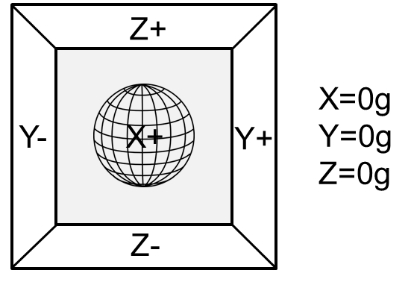 Z+
Y-
X+
Y+
Z-
X=0g
Y=0g
Z=0g